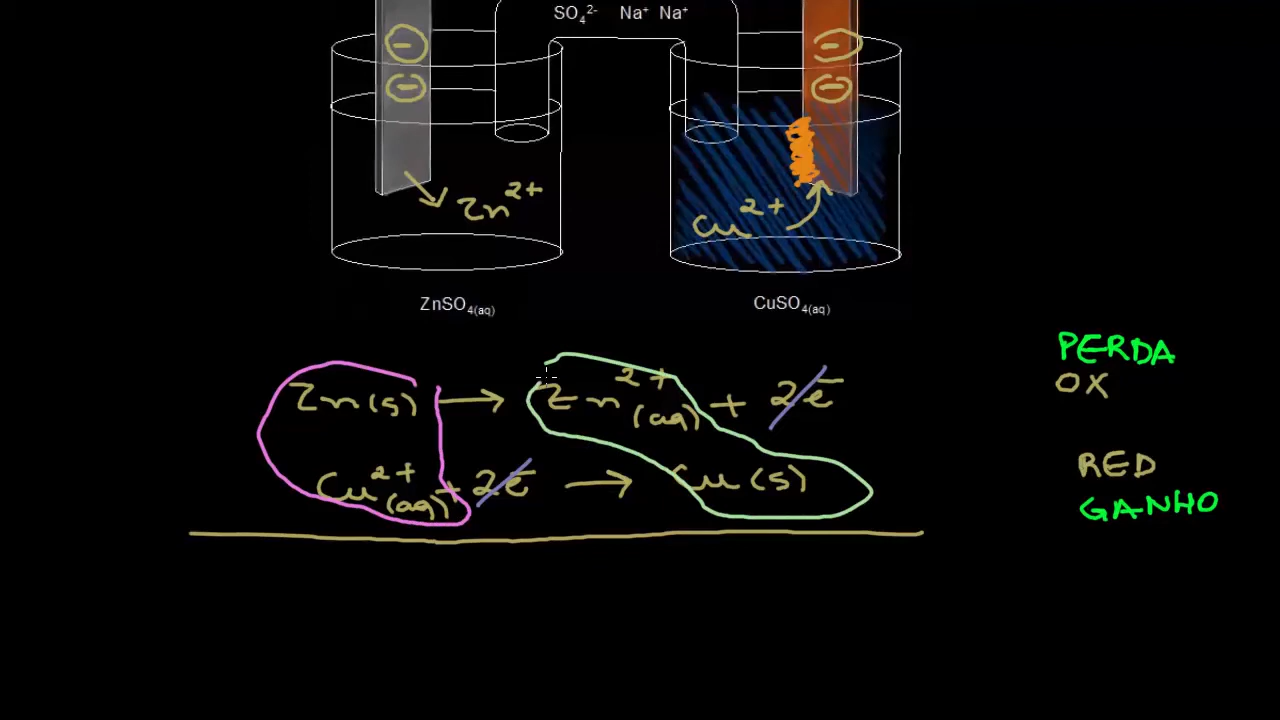 SO₄²⁻ Na⁺ Na⁺
Zn²⁺
Cu²⁺
ZnSO₄(aq)
CuSO₄(aq)
PERDA
OX
Zn(s) → Zn²⁺(aq) + 2e⁻
RED
Cu²⁺(aq) + 2e⁻ → Cu(s)
GANHO